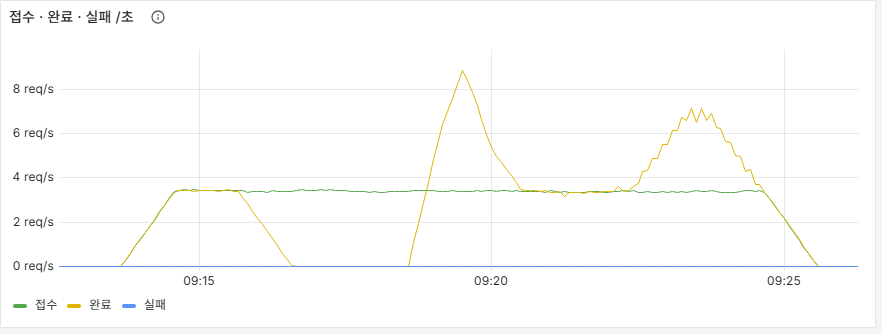 접수 · 완료 · 실패 /초
8 req/s
6 req/s
4 req/s
2 req/s
0 req/s
09:15 09:20 09:25
접수 완료 실패